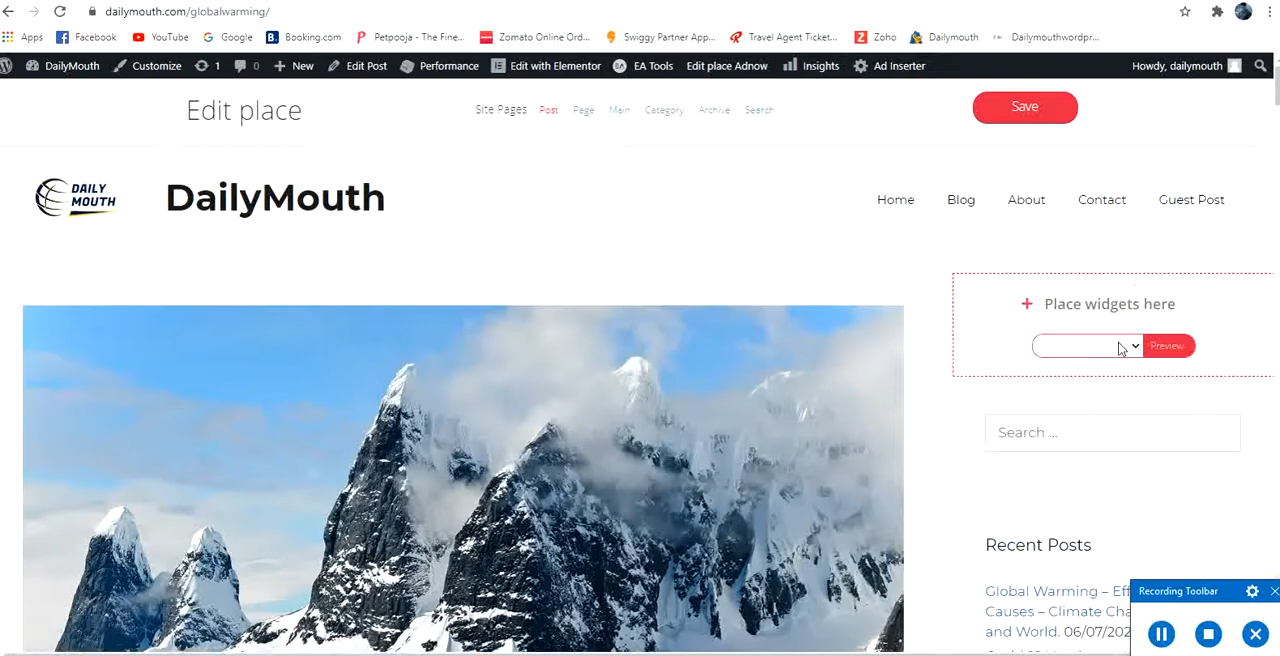 dailymouth.com/globalwarming/
Apps Facebook YouTube Google Booking.com Petpooja - The Fine... Zomato Online Ord... Swiggy Partner App... Travel Agent Ticket... Zoho Dailymouth Dailymouthwordpr...
DailyMouth Customize 1 0 New Edit Post Performance Edit with Elementor EA EA Tools Edit place Adnow Insights Ad Inserter Howdy, dailymouth
Edit place Site Pages Post Page Main Category Archive Search Save
DAILY MOUTH DailyMouth Home Blog About Contact Guest Post
+ Place widgets here
Preview
Search ...
Recent Posts
Global Warming – Eff
Causes – Climate Cha
and World. 06/07/202
Recording Toolbar